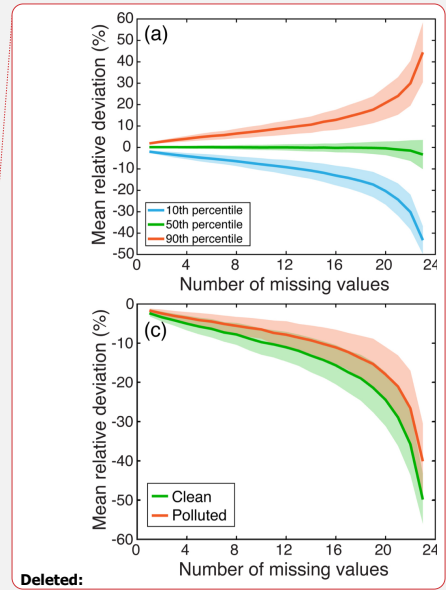 60
50
40
30
20
10
0
-10
-20
-30
-40
-50
Mean relative deviation (%)
(a)
10th percentile
50th percentile
90th percentile
0 4 8 12 16 20 24
Number of missing values
0
-10
-20
-30
-40
-50
-60
Mean relative deviation (%)
(c)
Clean
Polluted
0 4 8 12 16 20 24
Number of missing values
Deleted: